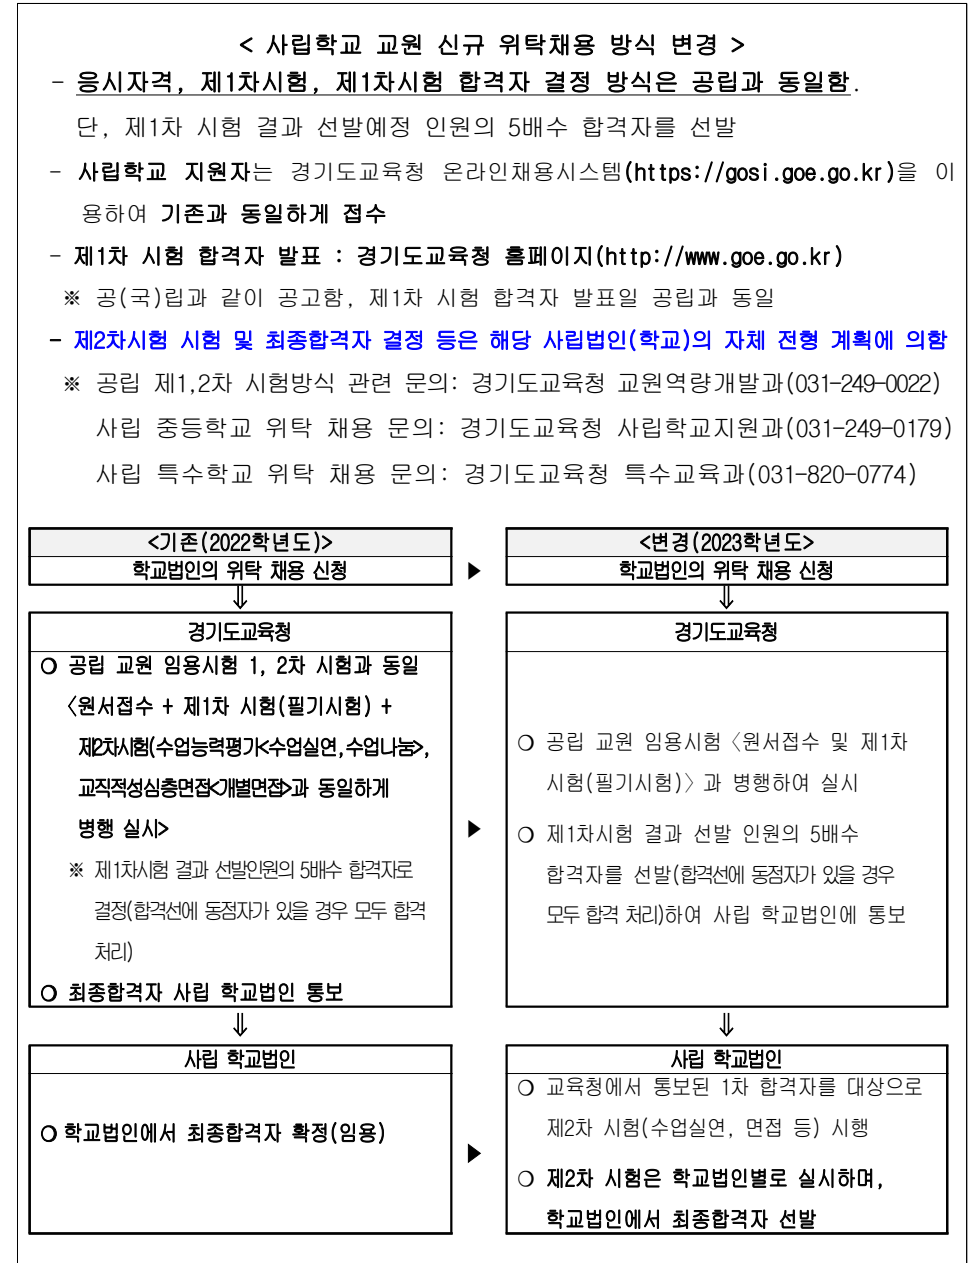 < 사립학교 교원 신규 위탁채용 방식 변경 >
- 응시자격, 제1차시험, 제1차시험 합격자 결정 방식은 공립과 동일함.
단, 제1차 시험 결과 선발예정 인원의 5배수 합격자를 선발
- 사립학교 지원자는 경기도교육청 온라인채용시스템(https://gosi.goe.go.kr)을 이
용하여 기존과 동일하게 접수
- 제1차 시험 합격자 발표 : 경기도교육청 홈페이지(http://www.goe.go.kr)
※ 공(국)립과 같이 공고함, 제1차 시험 합격자 발표일 공립과 동일
- 제2차시험 시험 및 최종합격자 결정 등은 해당 사립법인(학교)의 자체 전형 계획에 의함
※ 공립 제1,2차 시험방식 관련 문의: 경기도교육청 교원역량개발과(031-249-0022)
사립 중등학교 위탁 채용 문의: 경기도교육청 사립학교지원과(031-249-0179)
사립 특수학교 위탁 채용 문의: 경기도교육청 특수교육과(031-820-0774)
<기존(2022학년도)>
학교법인의 위탁 채용 신청
⇓
경기도교육청
❍ 공립 교원 임용시험 1, 2차 시험과 동일
〈원서접수 + 제1차 시험(필기시험) +
제2차시험(수업능력평가<수업실연,수업나눔>,
교직적성심층면접<개별면접>과 동일하게
병행 실시>
※ 제1차시험 결과 선발인원의 5배수 합격자로
결정(합격선에 동점자가 있을 경우 모두 합격
처리)
❍ 최종합격자 사립 학교법인 통보
⇓
사립 학교법인
❍ 학교법인에서 최종합격자 확정(임용)
▶
▶
▶
<변경(2023학년도>
학교법인의 위탁 채용 신청
⇓
경기도교육청
❍ 공립 교원 임용시험〈원서접수 및 제1차
시험(필기시험)〉과 병행하여 실시
❍ 제1차시험 결과 선발 인원의 5배수
합격자를 선발(합격선에 동점자가 있을 경우
모두 합격 처리)하여 사립 학교법인에 통보
⇓
사립 학교법인
❍ 교육청에서 통보된 1차 합격자를 대상으로
제2차 시험(수업실연, 면접 등) 시행
❍ 제2차 시험은 학교법인별로 실시하며,
학교법인에서 최종합격자 선발